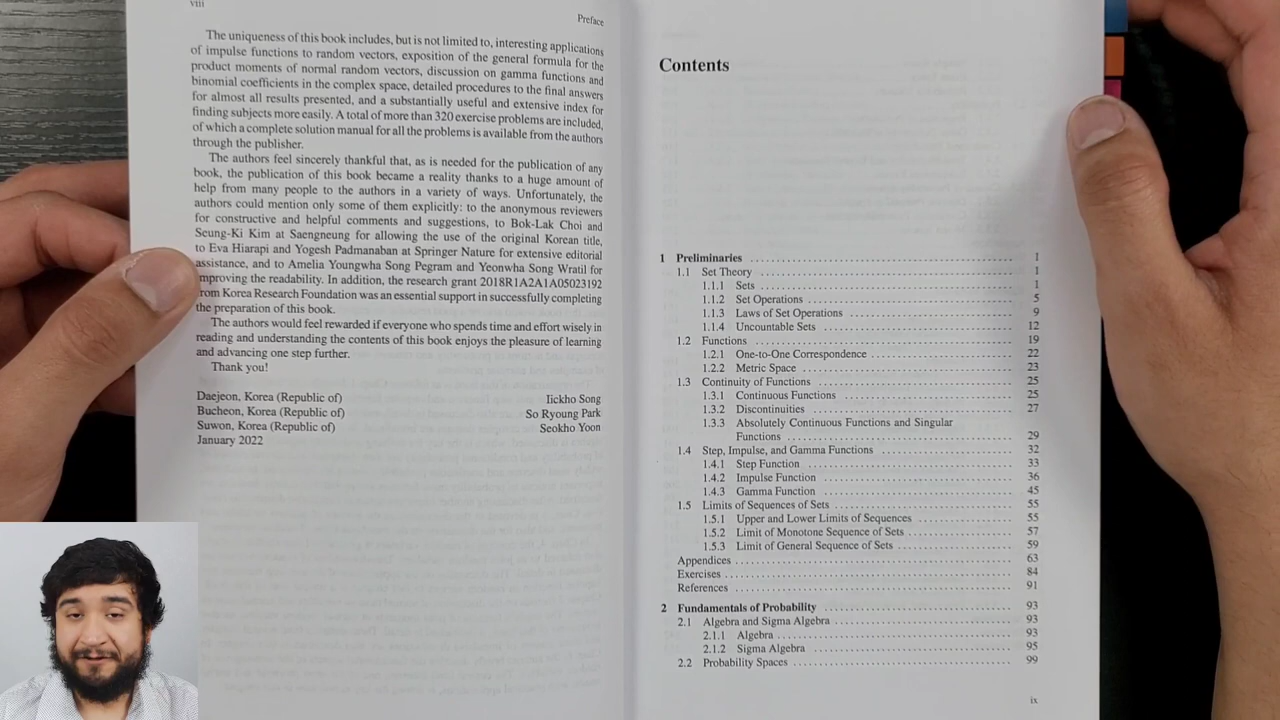 viii
Preface
The uniqueness of this book includes, but is not limited to, interesting applications
of impulse functions to random vectors, exposition of the general formula for the
product moments of normal random vectors, discussion on gamma functions and
binomial coefficients in the complex space, detailed procedures to the final answers
for almost all results presented, and a substantially useful and extensive index for
finding subjects more easily. A total of more than 320 exercise problems are included,
of which a complete solution manual for all the problems is available from the authors
through the publisher.
The authors feel sincerely thankful that, as is needed for the publication of any
book, the publication of this book became a reality thanks to a huge amount of
help from many people to the authors in a variety of ways. Unfortunately, the
authors could mention only some of them explicitly: to the anonymous reviewers
for constructive and helpful comments and suggestions, to Bok-Lak Choi and
Seung-Ki Kim at Saengneung for allowing the use of the original Korean title,
to Eva Hiarapi and Yogesh Padmanaban at Springer Nature for extensive editorial
assistance, and to Amelia Youngwha Song Pegram and Yeonwha Song Wratil for
mproving the readability. In addition, the research grant 2018R1A2A1A05023192
rom Korea Research Foundation was an essential support in successfully completing
the preparation of this book.
The authors would feel rewarded if everyone who spends time and effort wisely in
reading and understanding the contents of this book enjoys the pleasure of learning
and advancing one step further.
Thank you!
Daejeon, Korea (Republic of) Iickho Song
Bucheon, Korea (Republic of) So Ryoung Park
Suwon, Korea (Republic of) Seokho Yoon
January 2022
Contents
1 Preliminaries 1
1.1 Set Theory 1
1.1.1 Sets 1
1.1.2 Set Operations 5
1.1.3 Laws of Set Operations 9
1.1.4 Uncountable Sets 12
1.2 Functions 19
1.2.1 One-to-One Correspondence 22
1.2.2 Metric Space 23
1.3 Continuity of Functions 25
1.3.1 Continuous Functions 25
1.3.2 Discontinuities 27
1.3.3 Absolutely Continuous Functions and Singular
Functions 29
1.4 Step, Impulse, and Gamma Functions 32
1.4.1 Step Function 33
1.4.2 Impulse Function 36
1.4.3 Gamma Function 45
1.5 Limits of Sequences of Sets 55
1.5.1 Upper and Lower Limits of Sequences 55
1.5.2 Limit of Monotone Sequence of Sets 57
1.5.3 Limit of General Sequence of Sets 59
Appendices 63
Exercises 84
References 91
2 Fundamentals of Probability 93
2.1 Algebra and Sigma Algebra 93
2.1.1 Algebra 93
2.1.2 Sigma Algebra 95
2.2 Probability Spaces 99
ix